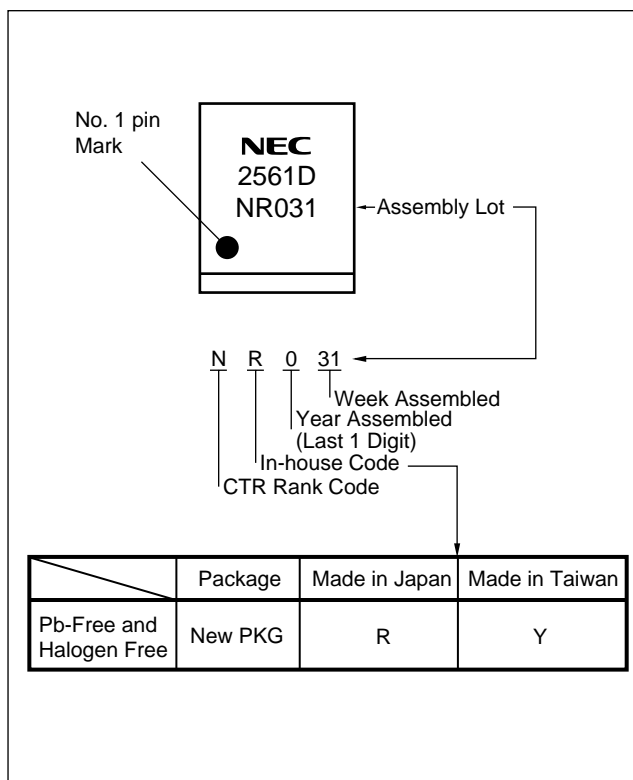 No. 1 pin
Mark
NEC
2561D
NR031
Assembly Lot
N R 0 31
Week Assembled
Year Assembled
(Last 1 Digit)
In-house Code
CTR Rank Code
Package Made in Japan Made in Taiwan
Pb-Free and
Halogen Free New PKG R Y